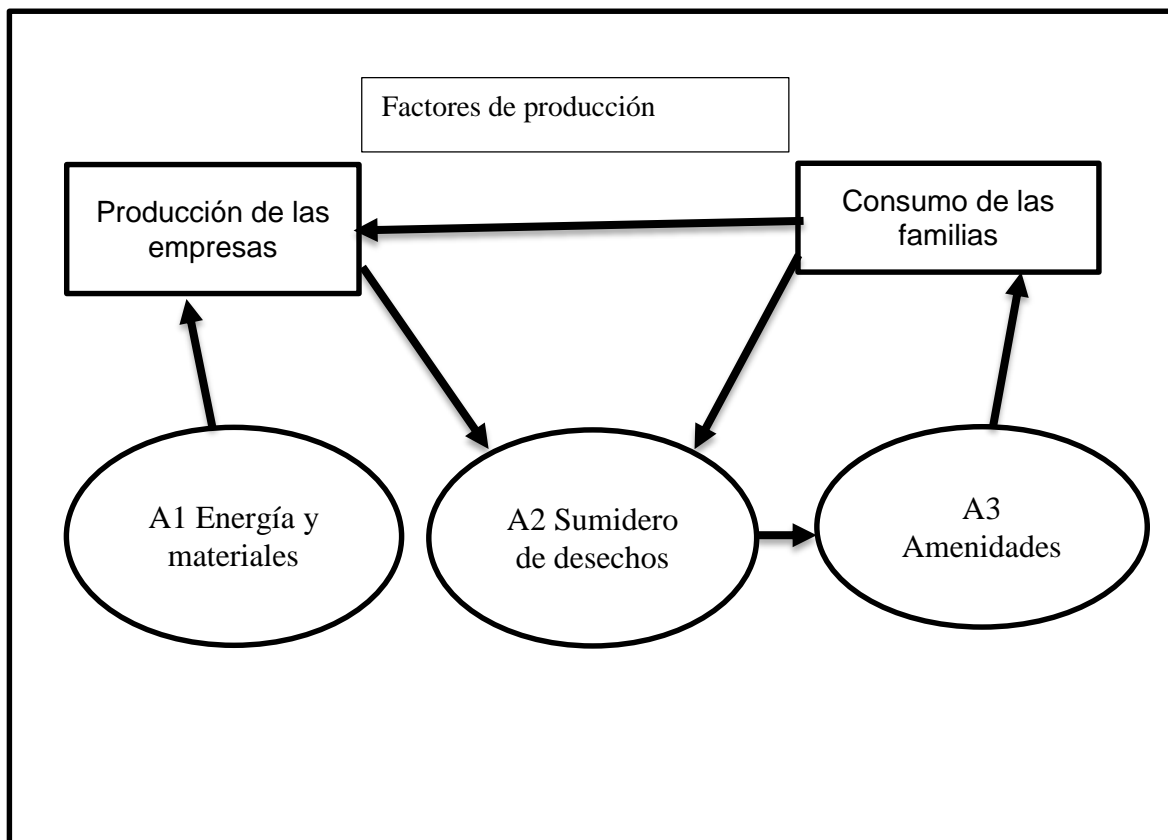 Factores de producción
Producción de las
empresas
Consumo de las
familias
A1 Energía y
materiales
A2 Sumidero
de desechos
A3
Amenidades